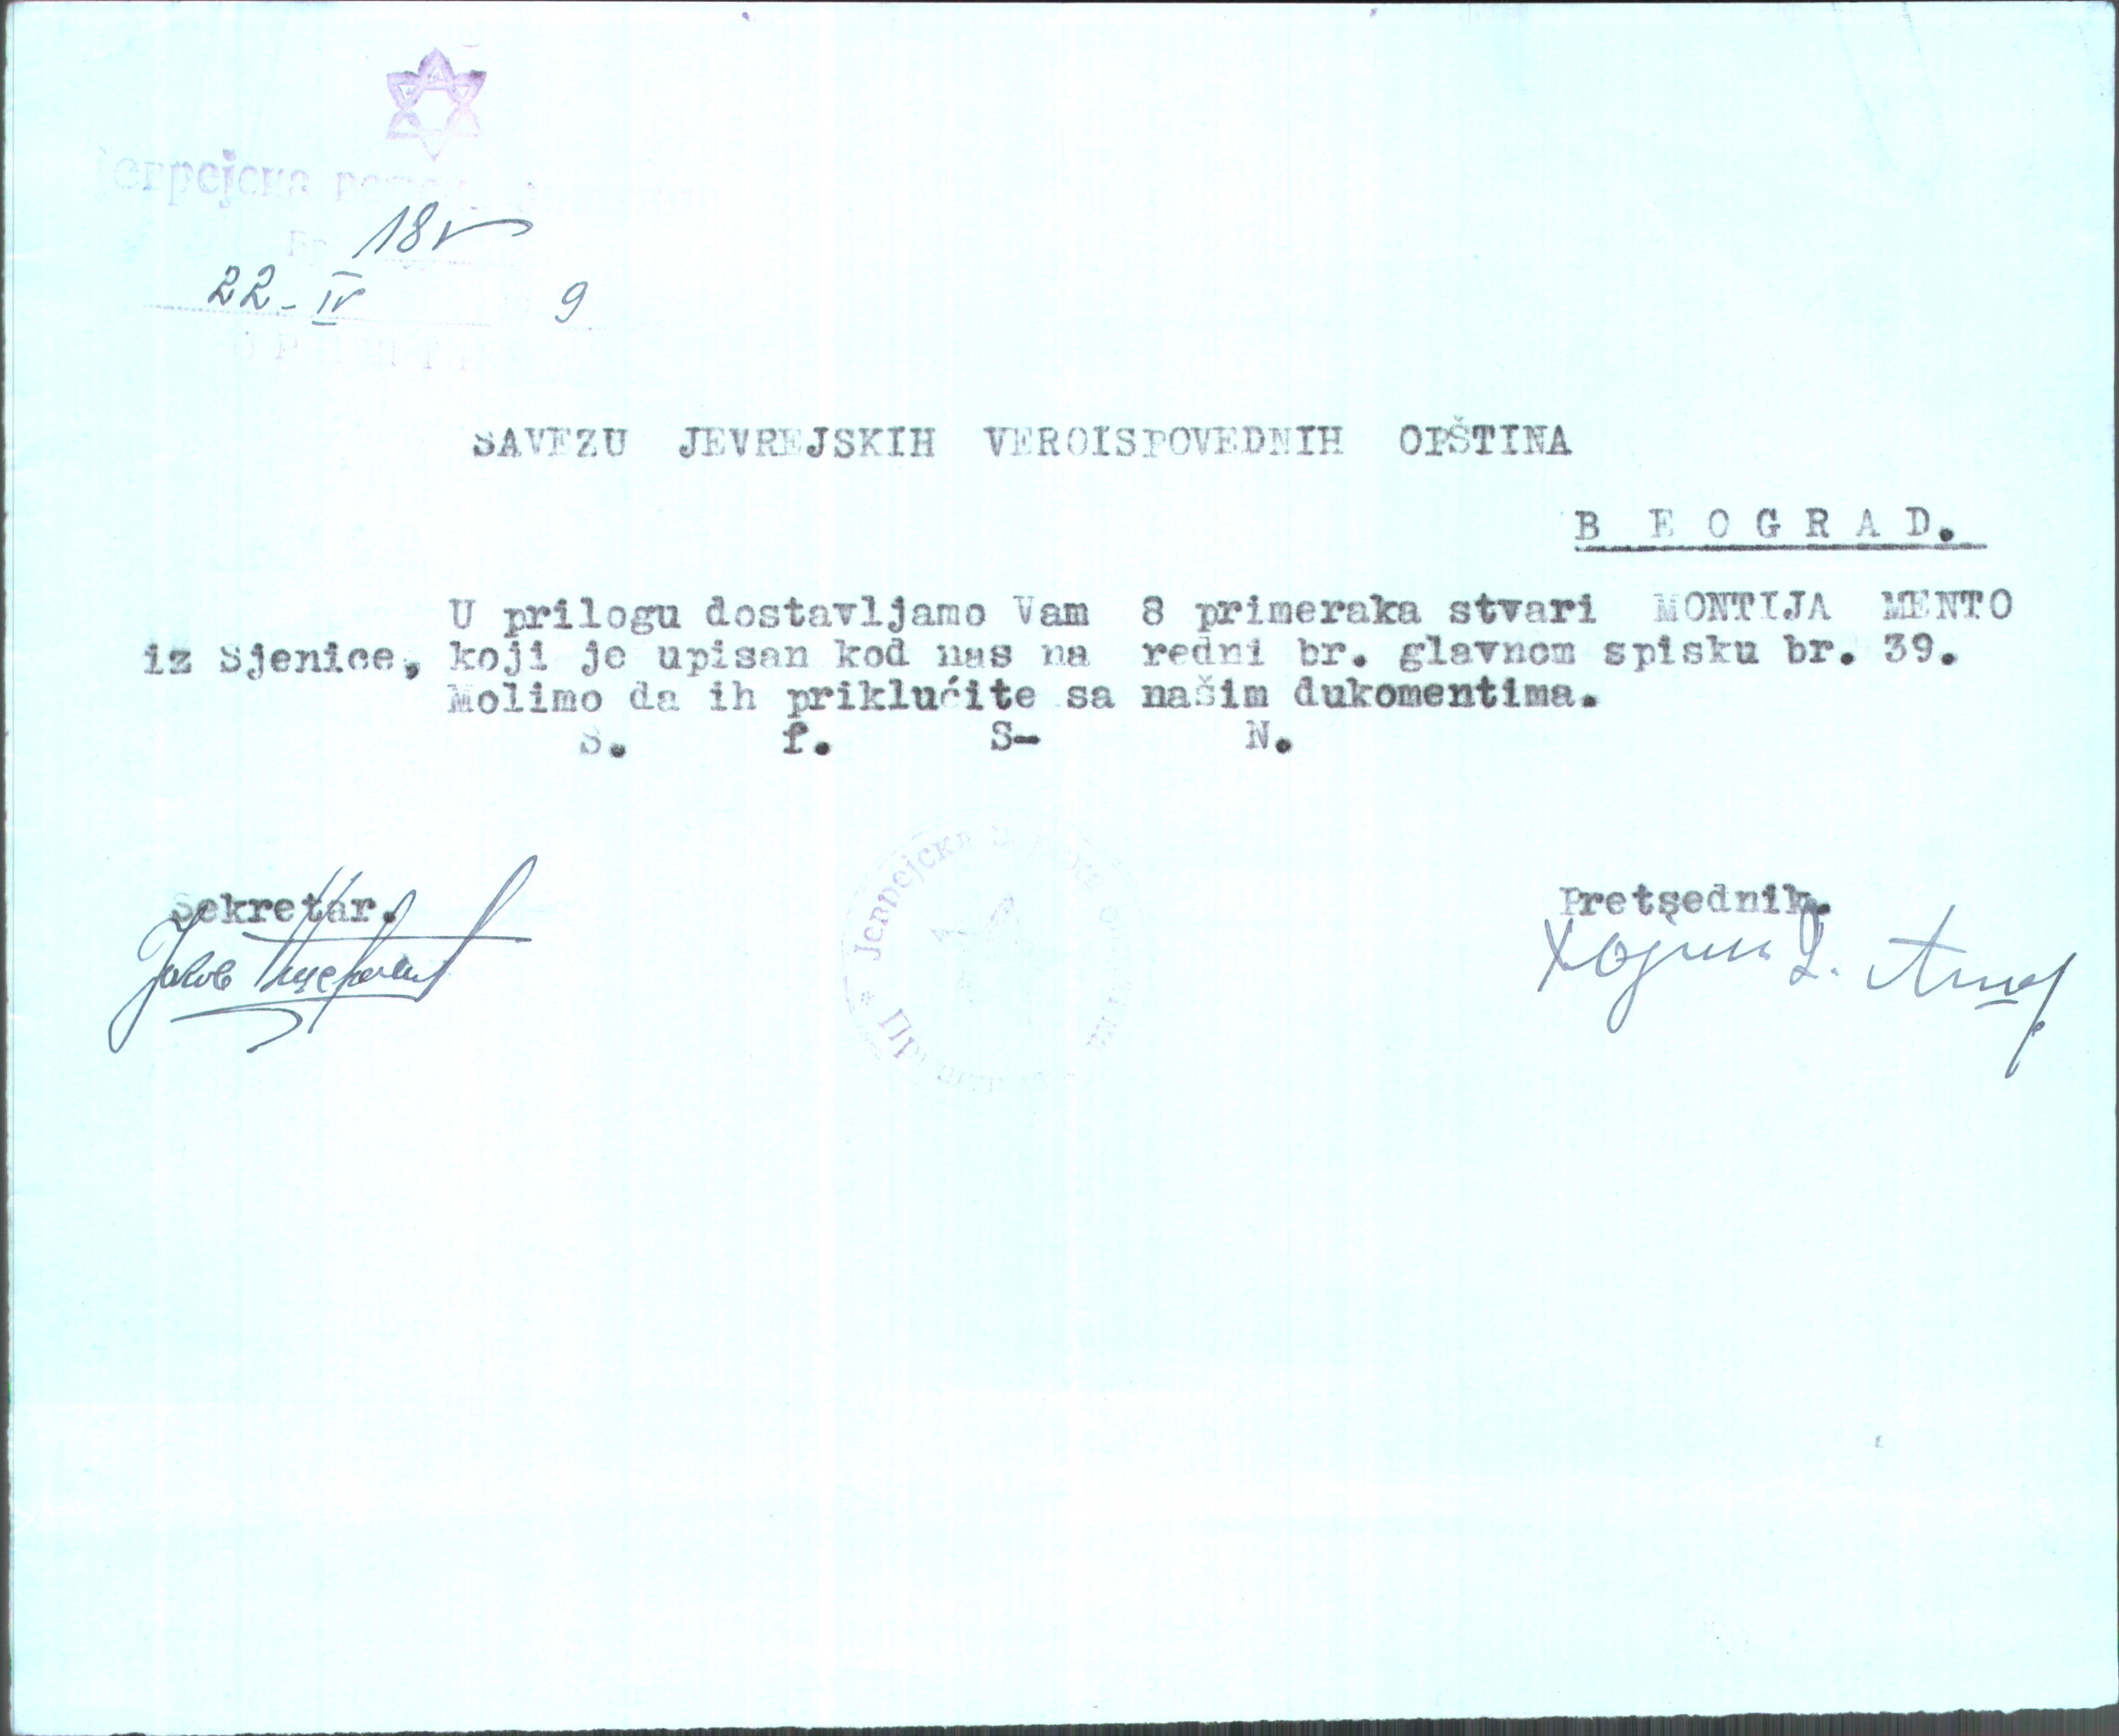 Јеврејска
22-IV 9
SAVEZU JEVREJSKIH VEROISPOVEDNIH OPŠTINA
BEOGRAD.
U prilogu dostavljamo Vam 8 primeraka stvari MONTIJA MENTO
iz Sjenice, koji je upisan kod nas na redni br. glavnom spisku br. 39.
Molimo da ih priklućite sa našim dukomentima.
S. f. S- N.
Јеврејска
Sekretar.
Pretsednik.